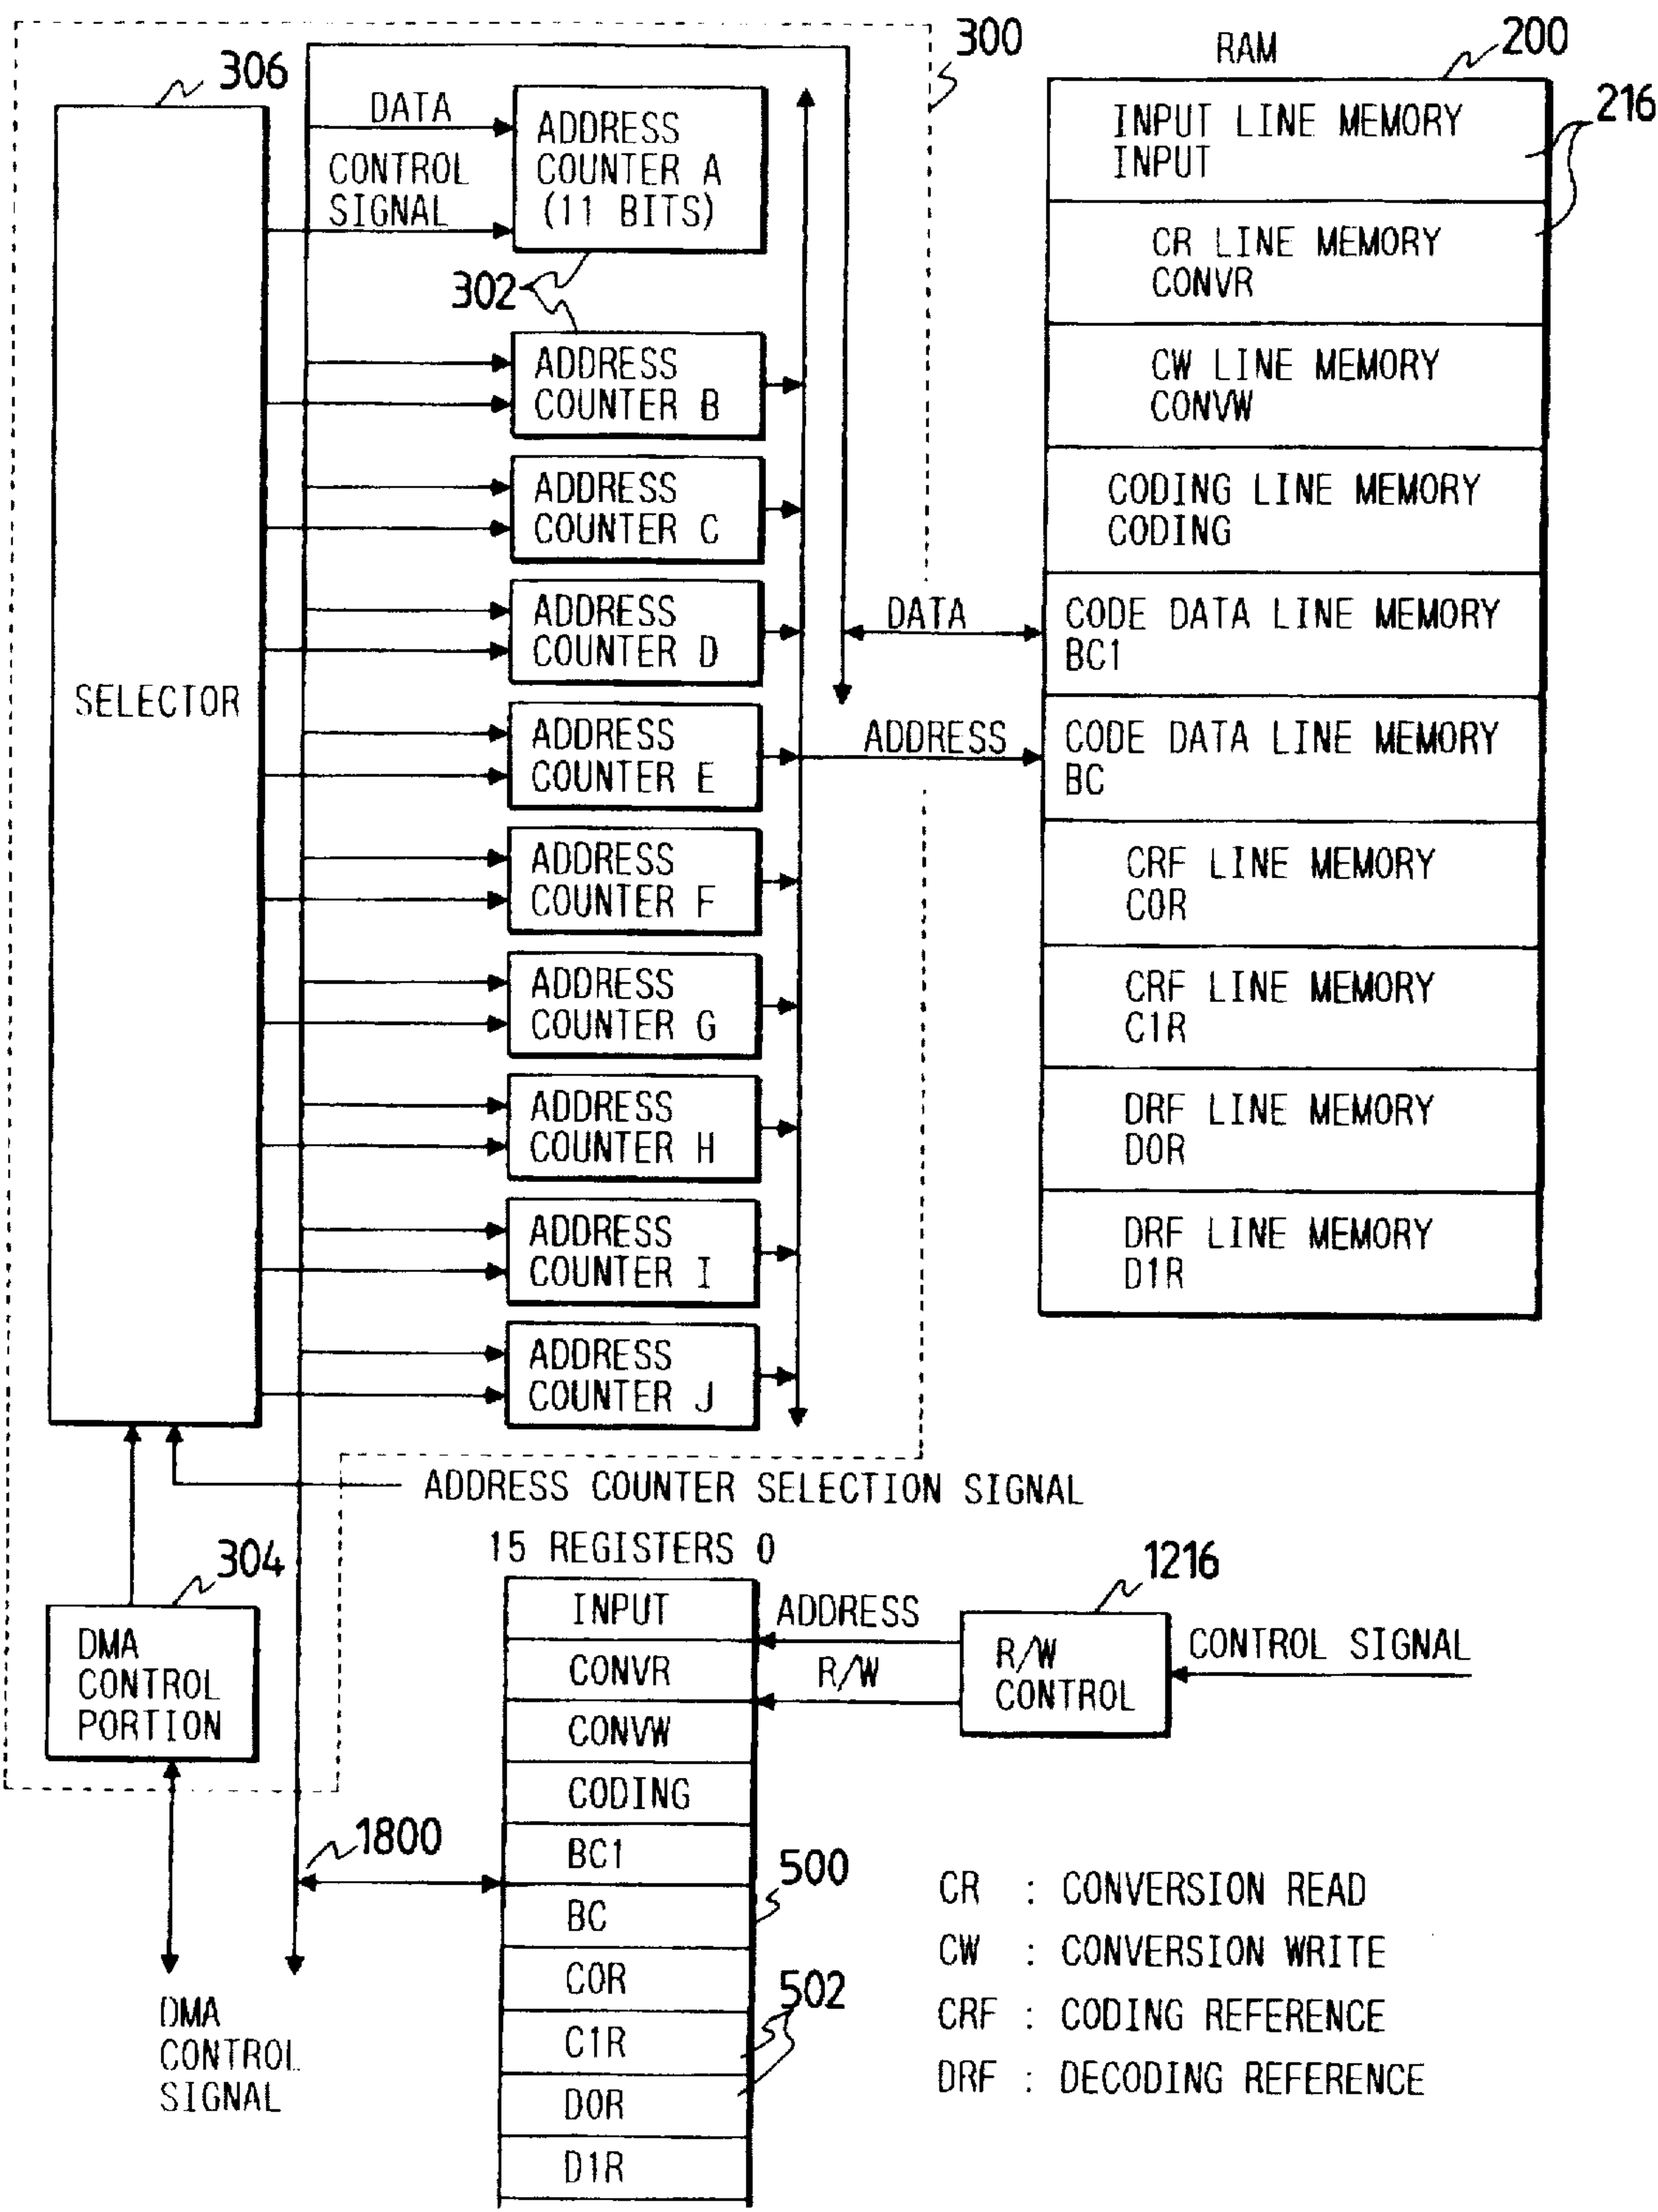 300
RAM
200
306
216
DATA
ADDRESS
COUNTER A
(11 BITS)
CONTROL
SIGNAL
302
INPUT LINE MEMORY
INPUT
CR LINE MEMORY
CONVR
CW LINE MEMORY
CONVW
CODING LINE MEMORY
CODING
CODE DATA LINE MEMORY
BC1
CODE DATA LINE MEMORY
BC
CRF LINE MEMORY
C0R
CRF LINE MEMORY
C1R
DRF LINE MEMORY
D0R
DRF LINE MEMORY
D1R
SELECTOR
ADDRESS
COUNTER B
ADDRESS
COUNTER C
ADDRESS
COUNTER D
ADDRESS
COUNTER E
ADDRESS
COUNTER F
ADDRESS
COUNTER G
ADDRESS
COUNTER H
ADDRESS
COUNTER I
ADDRESS
COUNTER J
DATA
ADDRESS
ADDRESS COUNTER SELECTION SIGNAL
15 REGISTERS 0
304
DMA
CONTROL
PORTION
INPUT
CONVR
CONVW
CODING
BC1
BC
C0R
C1R
D0R
D1R
ADDRESS
R/W
1216
R/W
CONTROL
CONTROL SIGNAL
1800
500
502
DMA
CONTROL
SIGNAL
CR : CONVERSION READ
CW : CONVERSION WRITE
CRF : CODING REFERENCE
DRF : DECODING REFERENCE